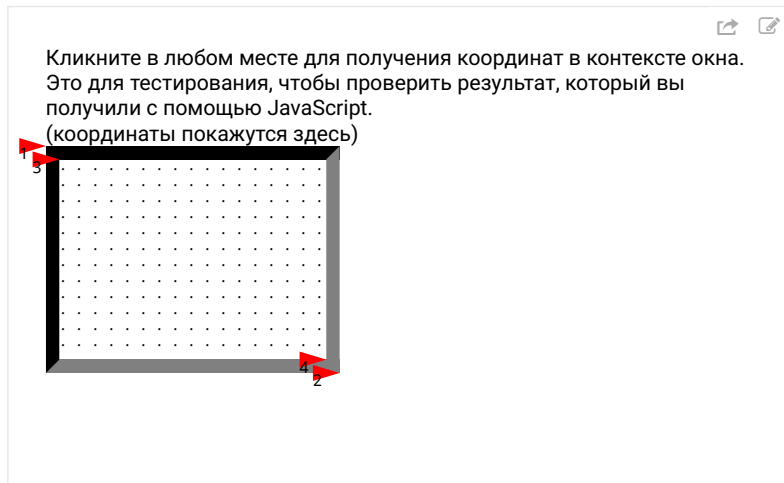 Кликните в любом месте для получения координат в контексте окна.
Это для тестирования, чтобы проверить результат, который вы
получили с помощью JavaScript.
(координаты покажутся здесь)
1
3
. . . . . . . . . . . . . . . . .
. . . . . . . . . . . . . . . . .
. . . . . . . . . . . . . . . . .
. . . . . . . . . . . . . . . . .
. . . . . . . . . . . . . . . . .
. . . . . . . . . . . . . . . . .
. . . . . . . . . . . . . . . . .
. . . . . . . . . . . . . . . . .
. . . . . . . . . . . . . . . . .
. . . . . . . . . . . . . . . . .
. . . . . . . . . . . . . . . . .
. . . . . . . . . . . . . . . . .
4
2